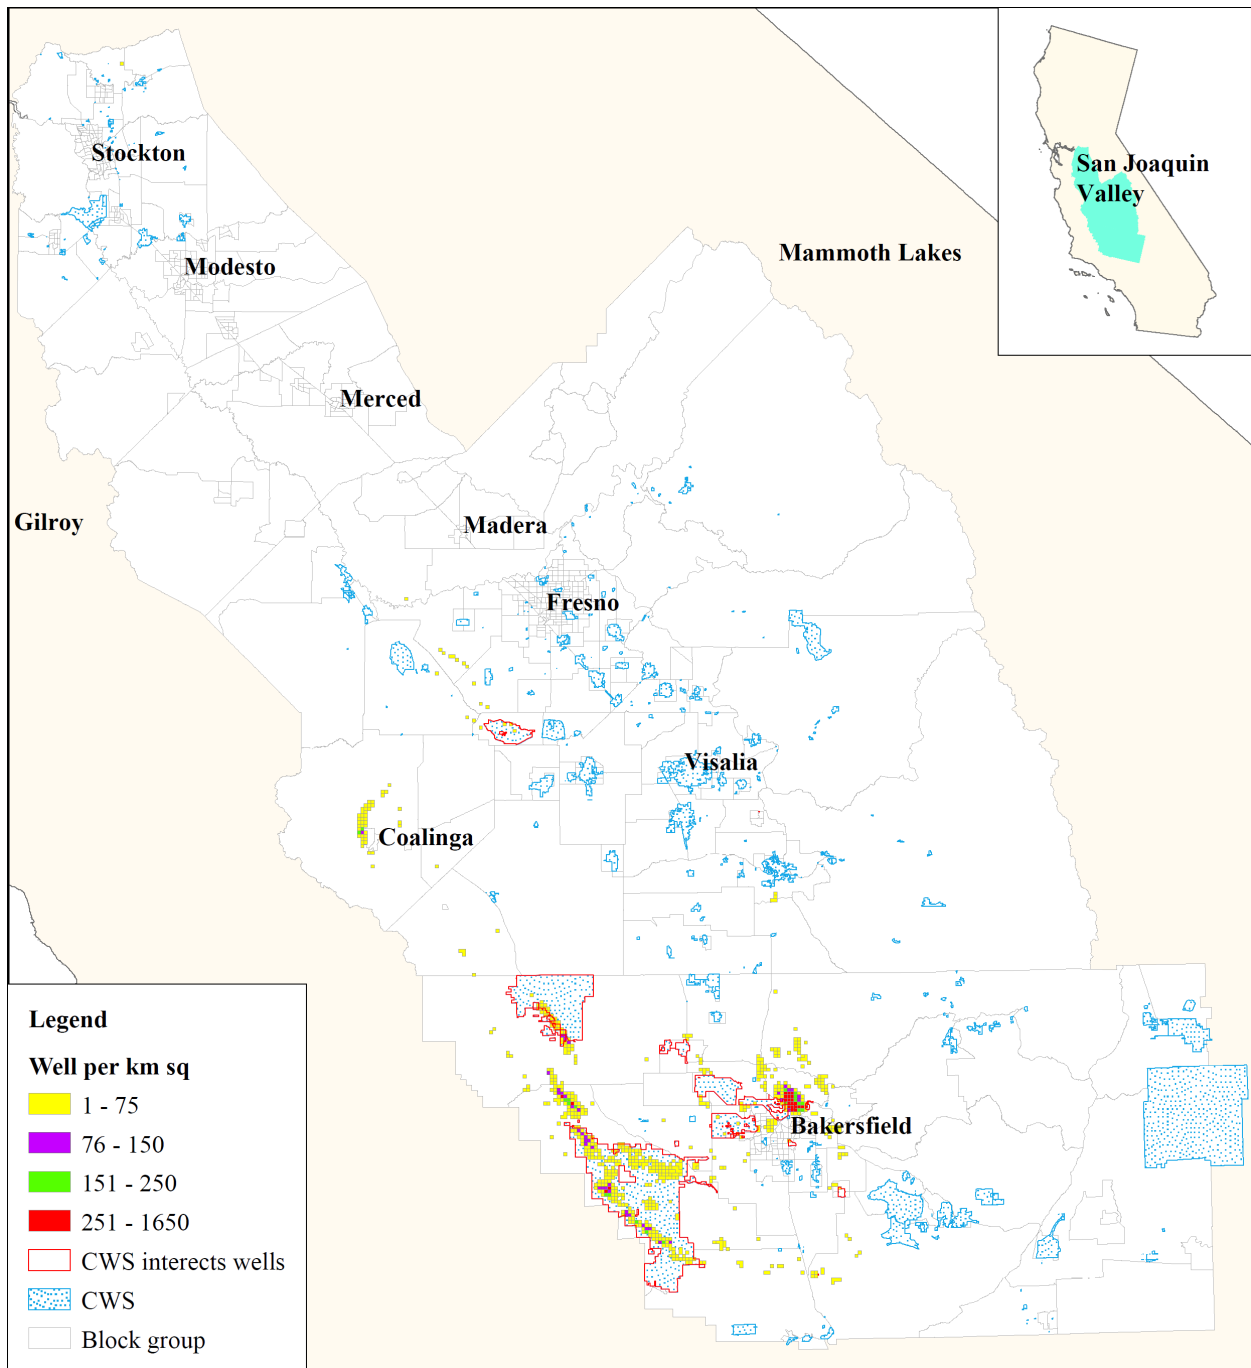 San Joaquin
Valley
Stockton
Mammoth Lakes
Modesto
Merced
Gilroy
Madera
Fresno
Visalia
Coalinga
Bakersfield
Legend
Well per km sq
1 - 75
76 - 150
151 - 250
251 - 1650
CWS interects wells
CWS
Block group